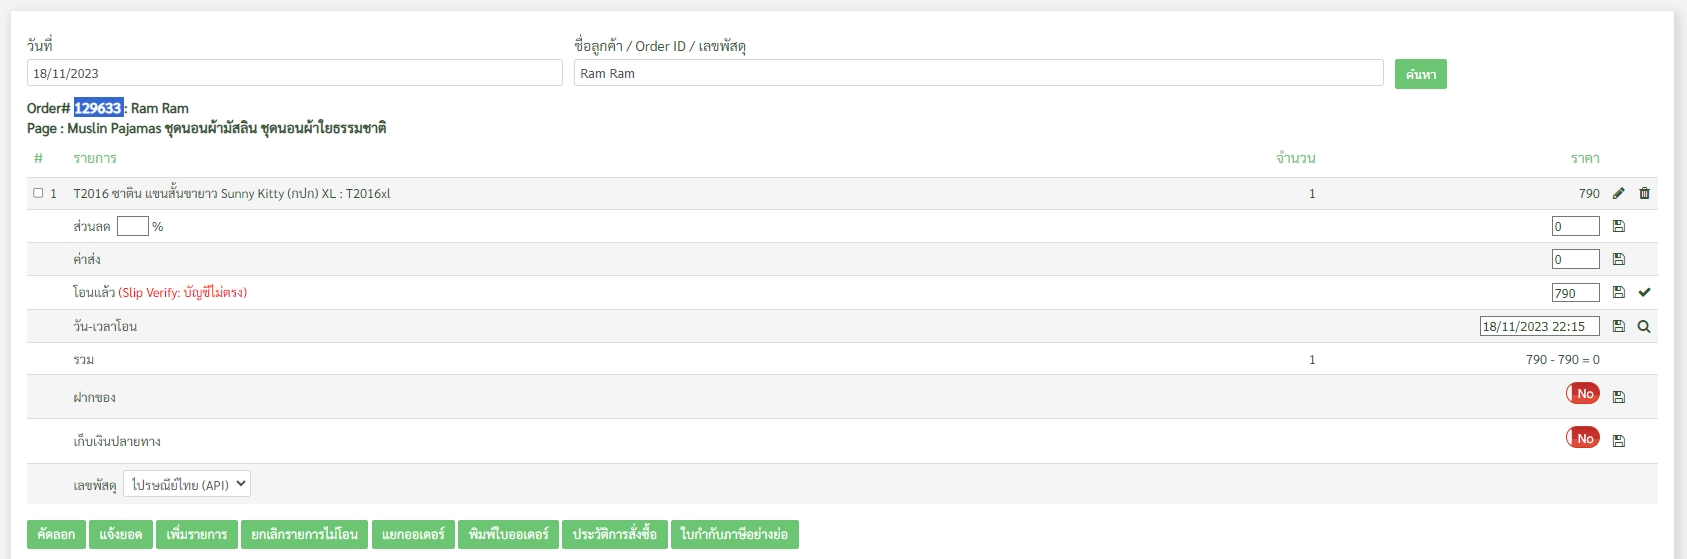 วันที่ ชื่อลูกค้า / Order ID / เลขพัสดุ
18/11/2023 Ram Ram ค้นหา
Order# 129633 : Ram Ram
Page : Muslin Pajamas ชุดนอนผ้ามัสลิน ชุดนอนผ้าใยธรรมชาติ
# รายการ จำนวน ราคา
1 T2016 ซาติน แขนสั้นขายาว Sunny Kitty (กปก) XL : T2016xl 1 790
ส่วนลด % 0
ค่าส่ง 0
โอนแล้ว (Slip Verify: บัญชีไม่ตรง) 790
วัน-เวลาโอน 18/11/2023 22:15
รวม 1 790 - 790 = 0
ฝากของ No
เก็บเงินปลายทาง No
เลขพัสดุ ไปรษณีย์ไทย (API)
คัดลอก แจ้งยอด เพิ่มรายการ ยกเลิกรายการไม่โอน แยกออเดอร์ พิมพ์ใบออเดอร์ ประวัติการสั่งซื้อ ใบกำกับภาษีอย่างย่อ